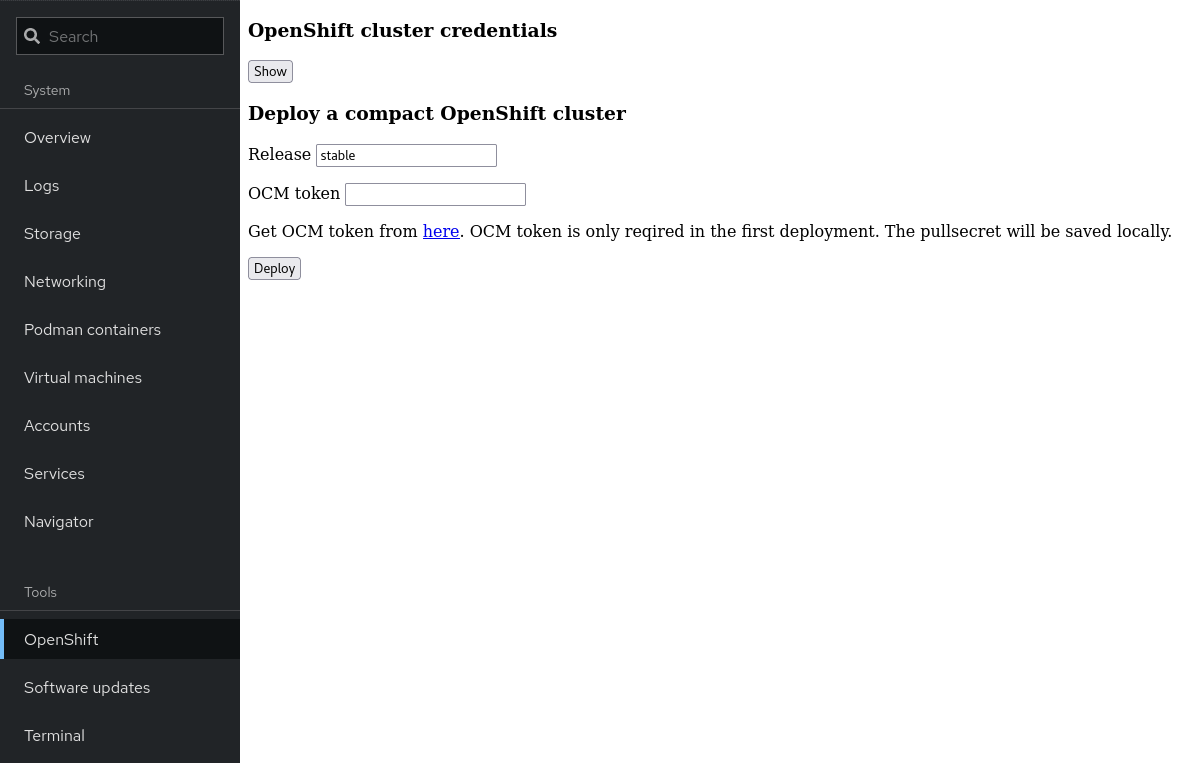 Search
System
Overview
Logs
Storage
Networking
Podman containers
Virtual machines
Accounts
Services
Navigator
Tools
OpenShift
Software updates
Terminal
OpenShift cluster credentials
Show
Deploy a compact OpenShift cluster
Release stable
OCM token
Get OCM token from here. OCM token is only reqired in the first deployment. The pullsecret will be saved locally.
Deploy